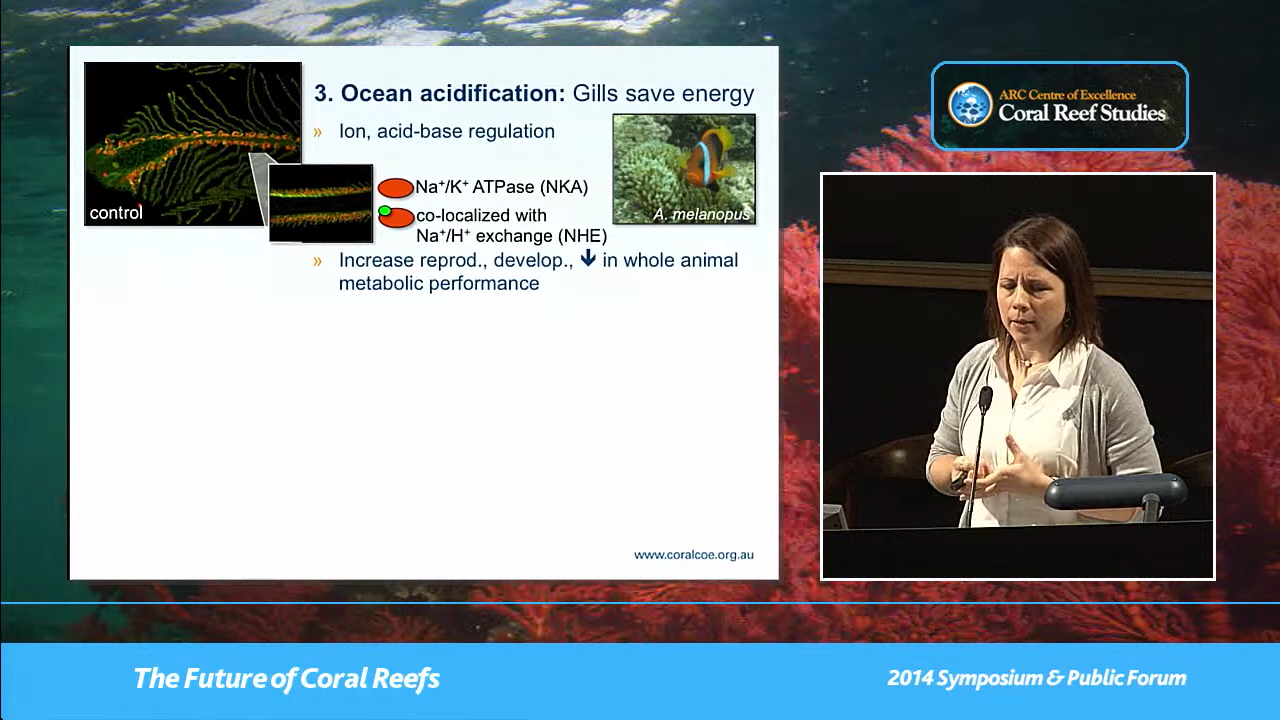 3. Ocean acidification: Gills save energy
» Ion, acid-base regulation
control
Na⁺/K⁺ ATPase (NKA)
co-localized with
Na⁺/H⁺ exchange (NHE)
A. melanopus
» Increase reprod., develop., 🡻 in whole animal
metabolic performance
www.coralcoe.org.au
ARC Centre of Excellence
Coral Reef Studies
The Future of Coral Reefs
2014 Symposium & Public Forum